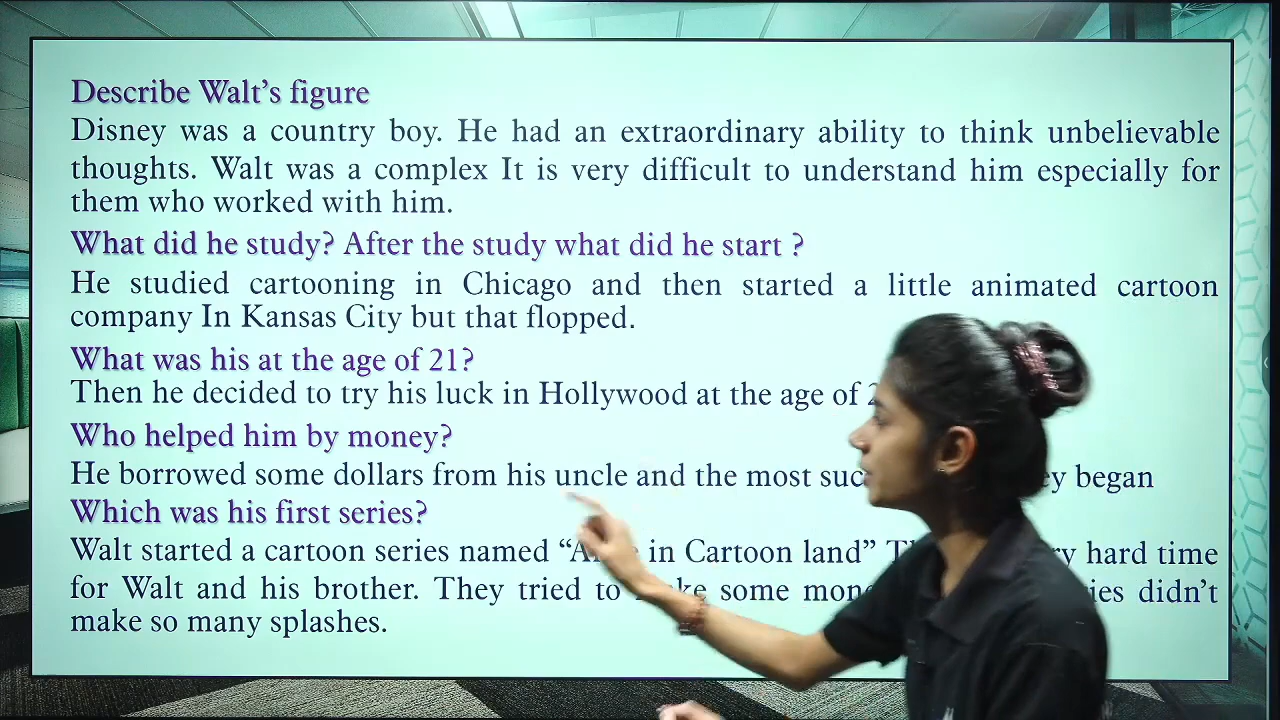 Describe Walt's figure
Disney was a country boy. He had an extraordinary ability to think unbelievable
thoughts. Walt was a complex It is very difficult to understand him especially for
them who worked with him.
What did he study? After the study what did he start ?
He studied cartooning in Chicago and then started a little animated cartoon
company In Kansas City but that flopped.
What was his at the age of 21?
Then he decided to try his luck in Hollywood at the age of
Who helped him by money?
He borrowed some dollars from his uncle and the most began
Which was his first series?
Walt started a cartoon series named in Cartoon land" hard time
for Walt and his brother. They tried to some didn't
make so many splashes.